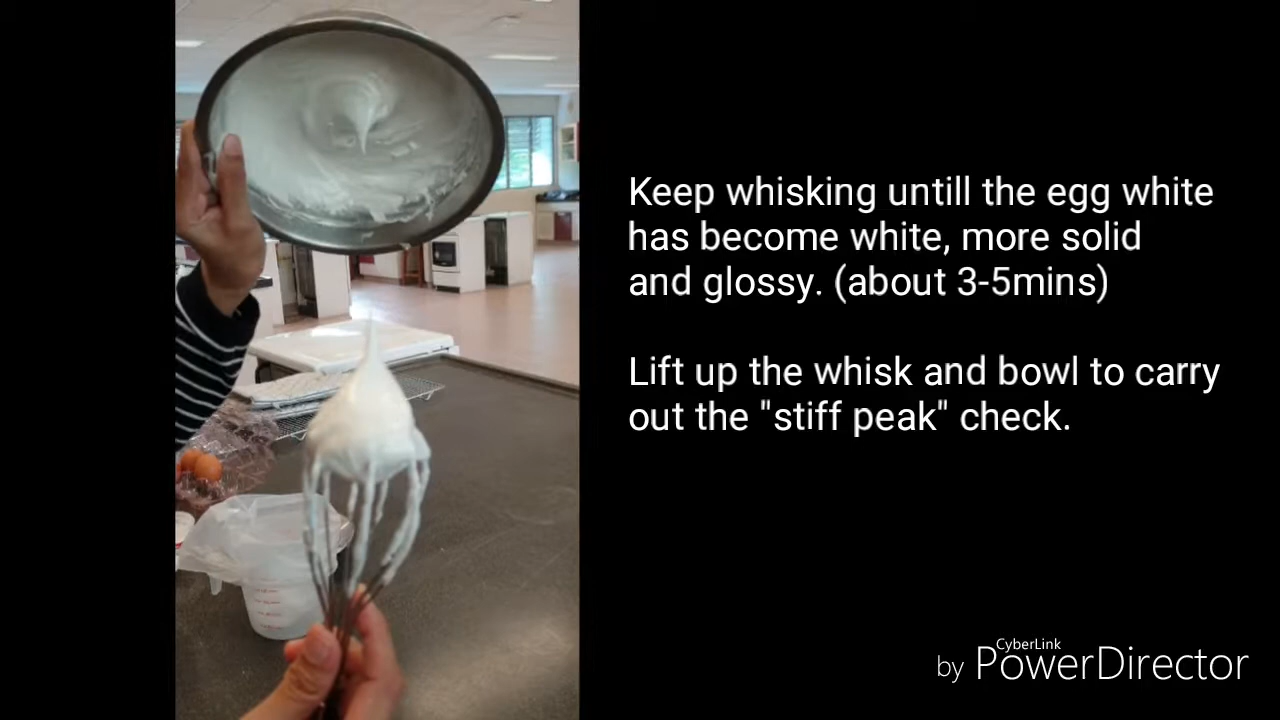 Keep whisking untill the egg white
has become white, more solid
and glossy. (about 3-5mins)
Lift up the whisk and bowl to carry
out the "stiff peak" check.
CyberLink
by PowerDirector